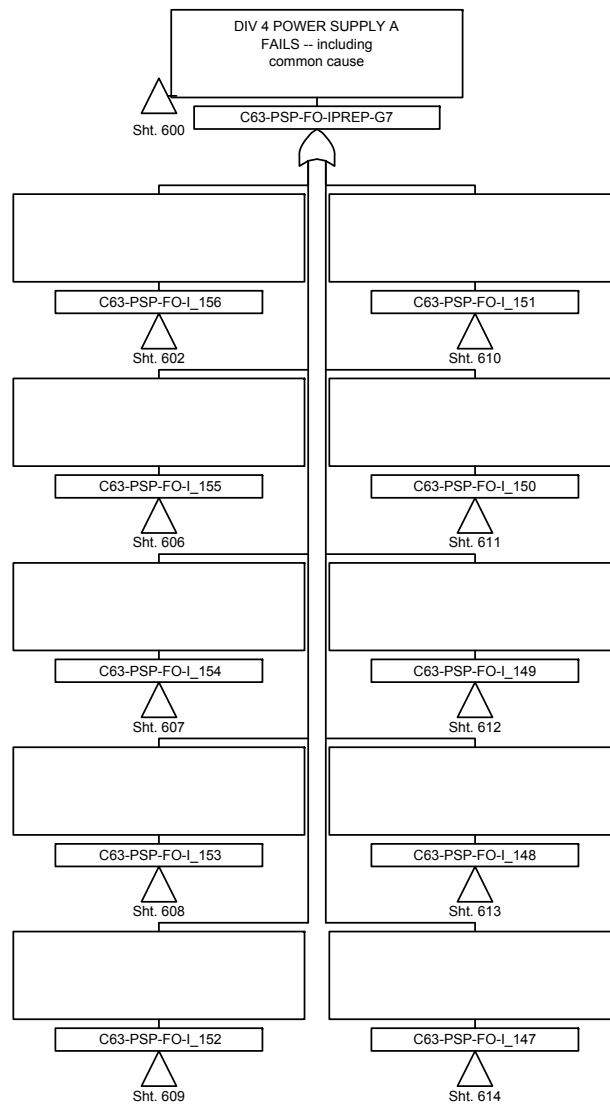 DIV 4 POWER SUPPLY A
FAILS -- including
common cause
Sht. 600
C63-PSP-FO-IPREP-G7
C63-PSP-FO-I_156
Sht. 602
C63-PSP-FO-I_151
Sht. 610
C63-PSP-FO-I_155
Sht. 606
C63-PSP-FO-I_150
Sht. 611
C63-PSP-FO-I_154
Sht. 607
C63-PSP-FO-I_149
Sht. 612
C63-PSP-FO-I_153
Sht. 608
C63-PSP-FO-I_148
Sht. 613
C63-PSP-FO-I_152
Sht. 609
C63-PSP-FO-I_147
Sht. 614